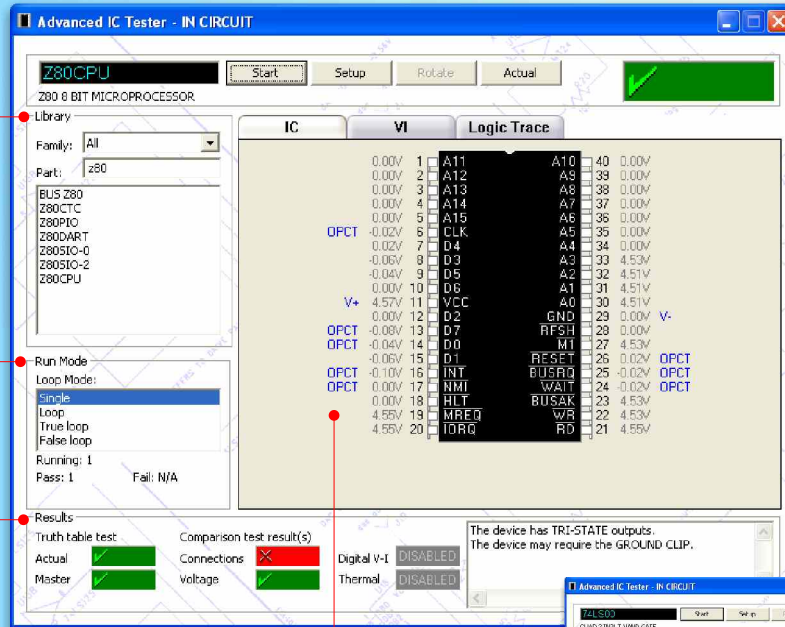 Advanced IC Tester - IN CIRCUIT
Z80CPU
Start Setup Rotate Actual
Z80 8 BIT MICROPROCESSOR
Library
Family: All
Part: z80
BUS Z80
Z80CTC
Z80PIO
Z80DART
Z80SIO-0
Z80SIO-2
Z80CPU
Run Mode
Loop Mode:
Single
Loop
True loop
False loop
Running: 1
Pass: 1 Fail: N/A
IC VI Logic Trace
0.00V 1 A11 A10 40 0.00V
0.00V 2 A12 A9 39 0.00V
0.00V 3 A13 A8 38 0.00V
0.00V 4 A14 A7 37 0.00V
0.00V 5 A15 A6 36 0.00V
OPCT -0.02V 6 CLK A5 35 0.00V
0.02V 7 D4 A4 34 0.00V
-0.06V 8 D3 A3 33 4.53V
-0.04V 9 D5 A2 32 4.51V
0.00V 10 D6 A1 31 4.51V
V+ 4.57V 11 VCC A0 30 4.51V
0.00V 12 D2 GND 29 0.00V V-
OPCT -0.08V 13 D7 RFSH 28 0.00V
OPCT -0.04V 14 D0 M1 27 4.53V
-0.06V 15 D1 RESET 26 0.02V OPCT
OPCT -0.10V 16 INT BUSRQ 25 -0.02V OPCT
OPCT 0.00V 17 NMI WAIT 24 -0.02V OPCT
0.00V 18 HLT BUSAK 23 4.53V
4.55V 19 MREQ WR 22 4.53V
4.55V 20 IORQ RD 21 4.55V
Results
Truth table test Comparison test result(s)
Actual Connections Digital V-I DISABLED
Master Voltage Thermal DISABLED
The device has TRI-STATE outputs.
The device may require the GROUND CLIP.
Advanced IC Tester - IN CIRCUIT
74LS00
Start Set up